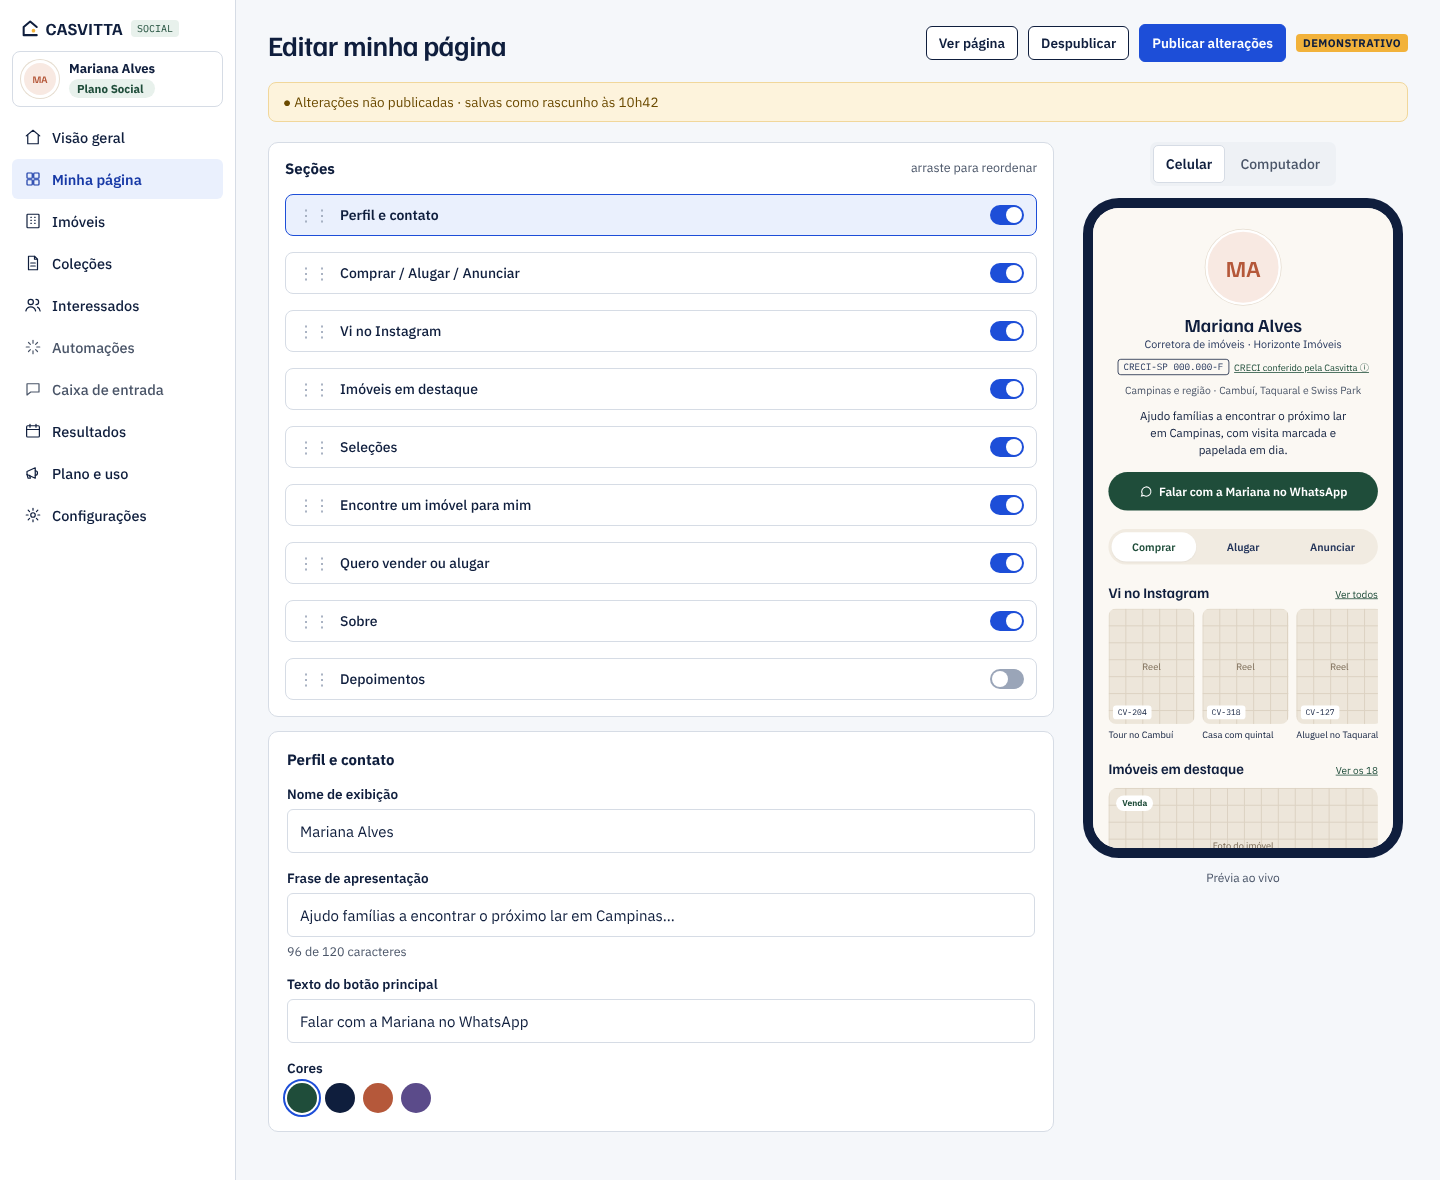 CASVITTA SOCIAL
MA
Mariana Alves
Plano Social
Visão geral
Minha página
Imóveis
Coleções
Interessados
Automações
Caixa de entrada
Resultados
Plano e uso
Configurações
Editar minha página
Ver página
Despublicar
Publicar alterações
DEMONSTRATIVO
● Alterações não publicadas · salvas como rascunho às 10h42
Seções
arraste para reordenar
Perfil e contato
Comprar / Alugar / Anunciar
Vi no Instagram
Imóveis em destaque
Seleções
Encontre um imóvel para mim
Quero vender ou alugar
Sobre
Depoimentos
Perfil e contato
Nome de exibição
Mariana Alves
Frase de apresentação
Ajudo famílias a encontrar o próximo lar em Campinas...
96 de 120 caracteres
Texto do botão principal
Falar com a Mariana no WhatsApp
Cores
Celular
Computador
MA
Mariana Alves
Corretora de imóveis · Horizonte Imóveis
CRECI-SP 000.000-F CRECI conferido pela Casvitta ⓘ
Campinas e região · Cambuí, Taquaral e Swiss Park
Ajudo famílias a encontrar o próximo lar
em Campinas, com visita marcada e
papelada em dia.
Falar com a Mariana no WhatsApp
Comprar Alugar Anunciar
Vi no Instagram Ver todos
Reel Reel Reel
CV-204 CV-318 CV-127
Tour no Cambuí Casa com quintal Aluguel no Taquaral
Imóveis em destaque Ver os 18
Venda
Foto do imóvel
Prévia ao vivo